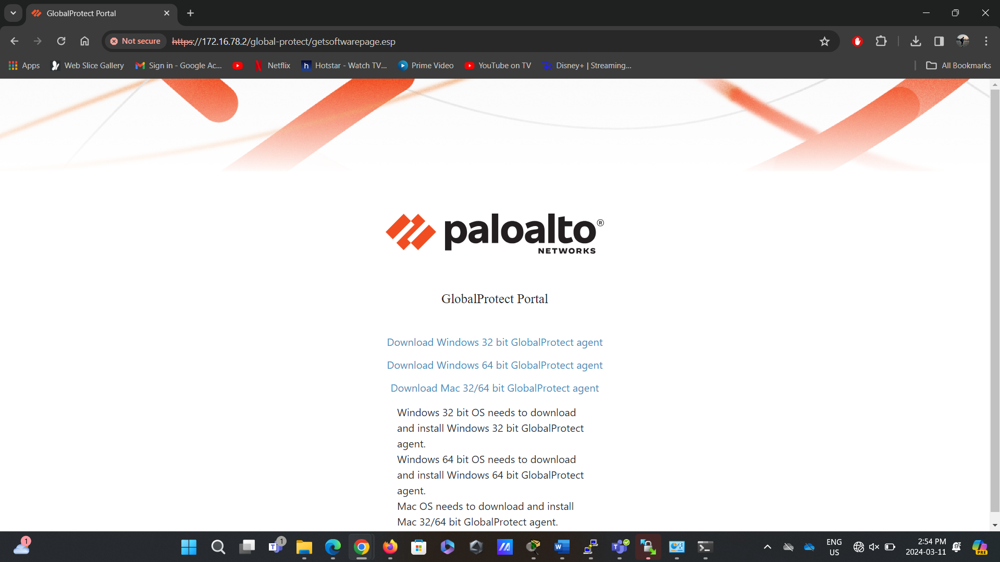 GlobalProtect Portal
Not secure
https://172.16.78.2/global-protect/getsoftwarepage.esp
Apps
Web Slice Gallery
Sign in - Google Ac...
Netflix
h
Hotstar - Watch TV...
Prime Video
YouTube on TV
Disney+ | Streaming...
All Bookmarks
paloalto®
NETWORKS
GlobalProtect Portal
Download Windows 32 bit GlobalProtect agent
Download Windows 64 bit GlobalProtect agent
Download Mac 32/64 bit GlobalProtect agent
Windows 32 bit OS needs to download
and install Windows 32 bit GlobalProtect
agent.
Windows 64 bit OS needs to download
and install Windows 64 bit GlobalProtect
agent.
Mac OS needs to download and install
Mac 32/64 bit GlobalProtect agent.
1
T
1
W
T
ENG
US
2:54 PM
2024-03-11
PRE